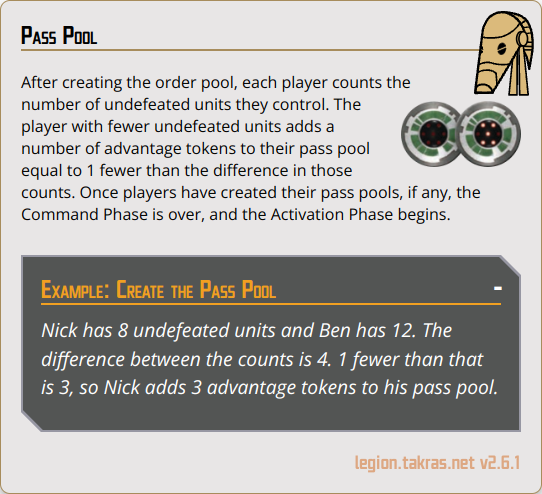 Pass Pool
After creating the order pool, each player counts the
number of undefeated units they control. The
player with fewer undefeated units adds a
number of advantage tokens to their pass pool
equal to 1 fewer than the difference in those
counts. Once players have created their pass pools, if any, the
Command Phase is over, and the Activation Phase begins.
Example: Create the Pass Pool -
Nick has 8 undefeated units and Ben has 12. The
difference between the counts is 4. 1 fewer than that
is 3, so Nick adds 3 advantage tokens to his pass pool.
legion.takras.net v2.6.1